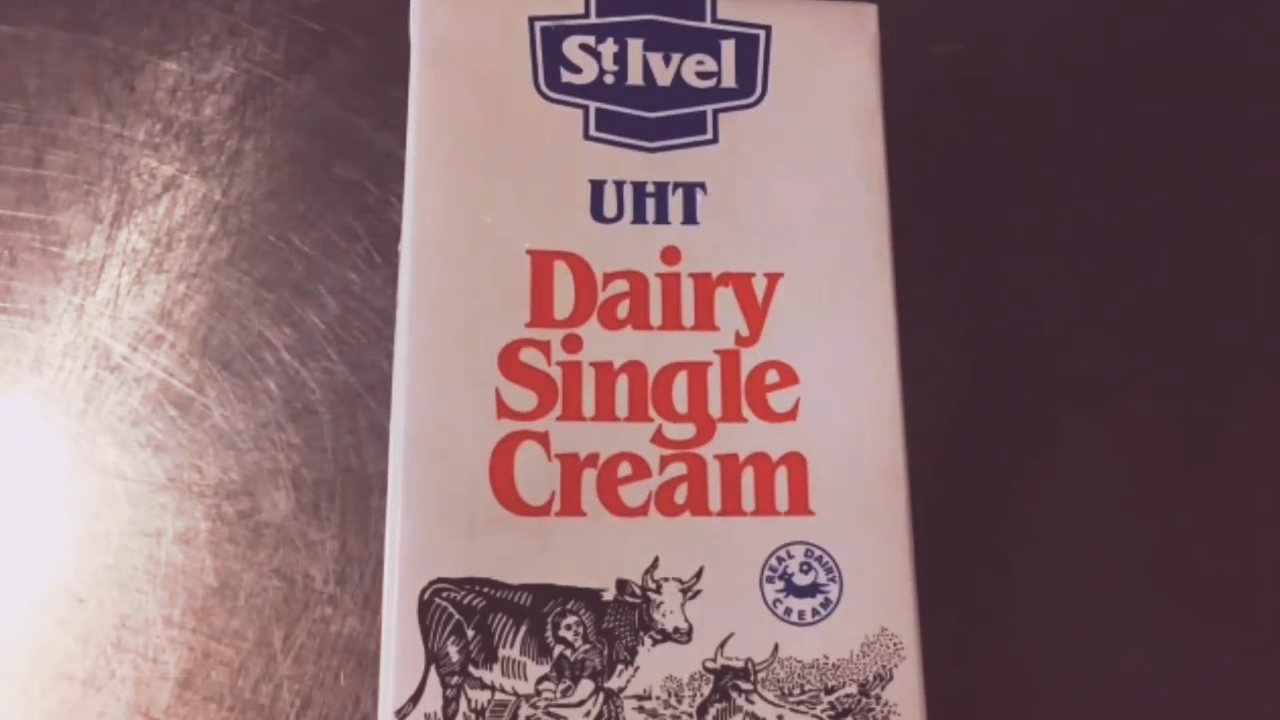 St. Ivel
UHT
Dairy
Single
Cream
REAL DAIRY
CREAM